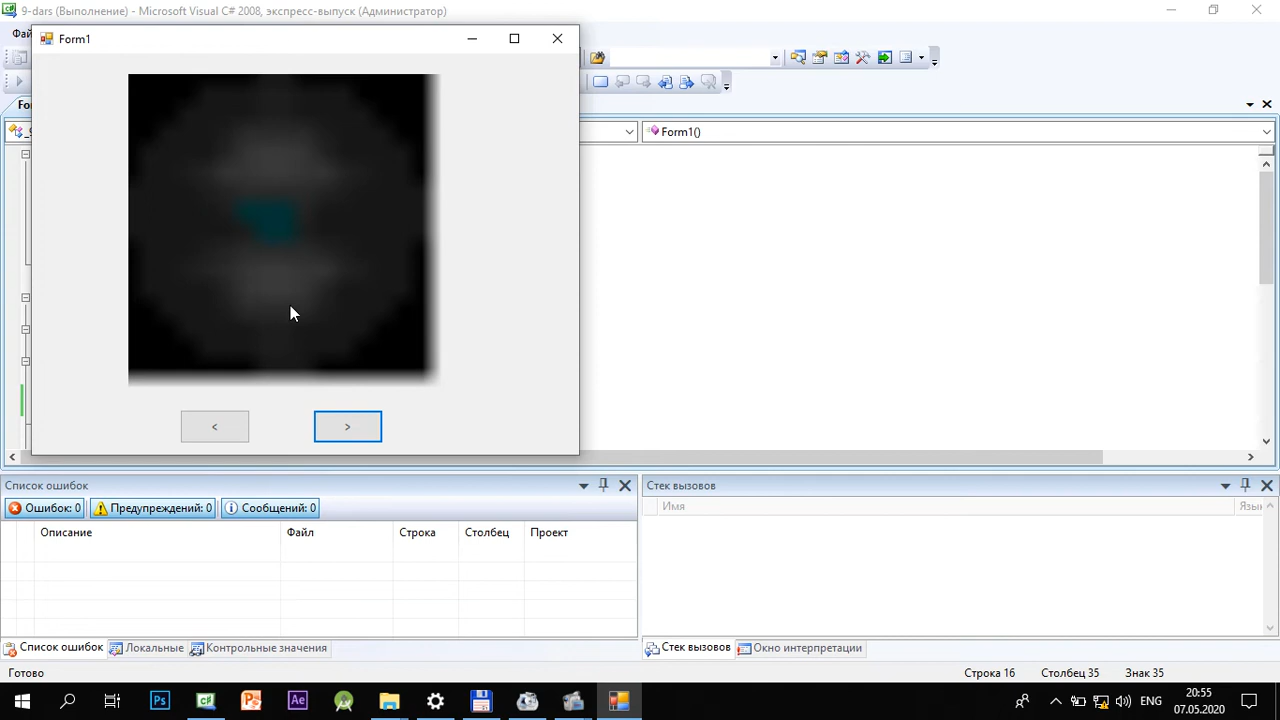 9-dars (Выполнение) - Microsoft Visual C# 2008, экспресс-выпуск (Администратор)
Form1
Form1()
<
>
Список ошибок
Ошибок: 0
Предупреждений: 0
Сообщений: 0
Описание
Файл
Строка
Столбец
Проект
Стек вызовов
Имя
Список ошибок
Локальные
Контрольные значения
Стек вызовов
Окно интерпретации
Готово
Строка 16
Столбец 35
Знак 35
Ps
C#
Ae
ENG
20:55
07.05.2020